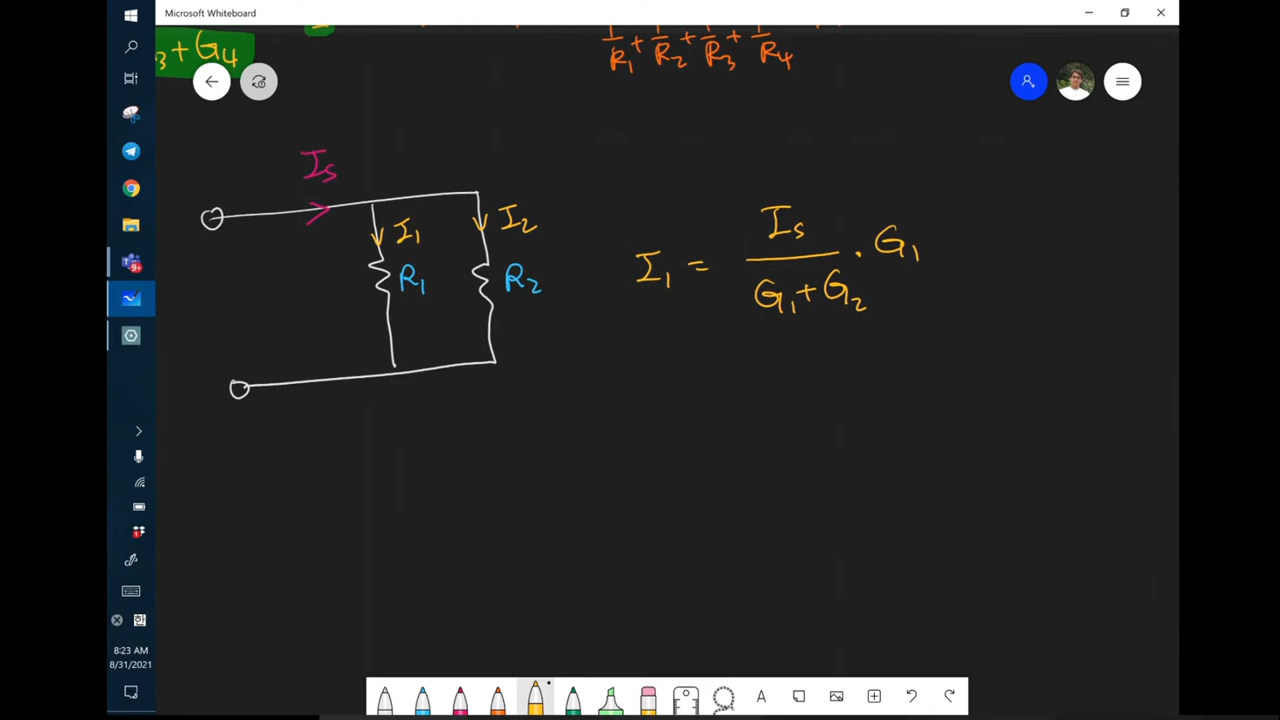 Microsoft Whiteboard
3 + G4
1/R1 + 1/R2 + 1/R3 + 1/R4
Is
I1
I2
R1
R2
I1 = Is/(G1+G2) . G1
9+
8:23 AM
8/31/2021
A